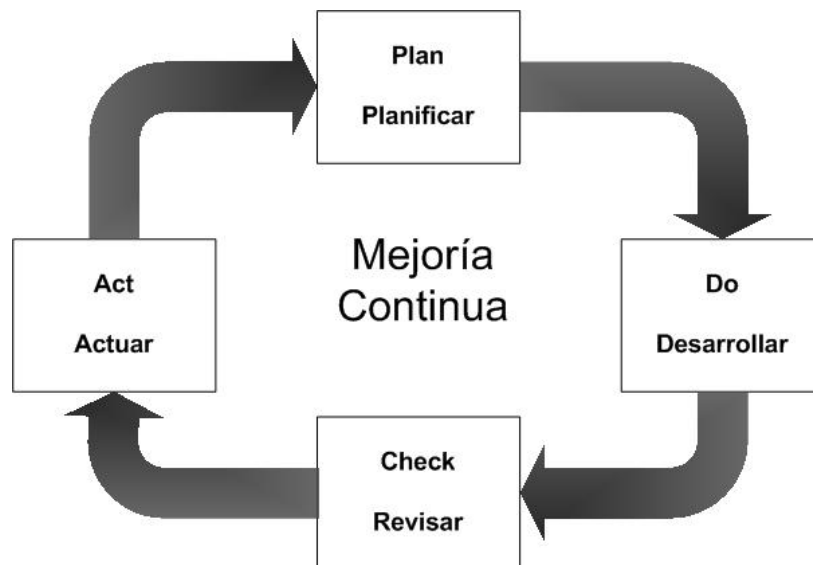 Plan
Planificar
Act
Actuar
Mejoría
Continua
Do
Desarrollar
Check
Revisar